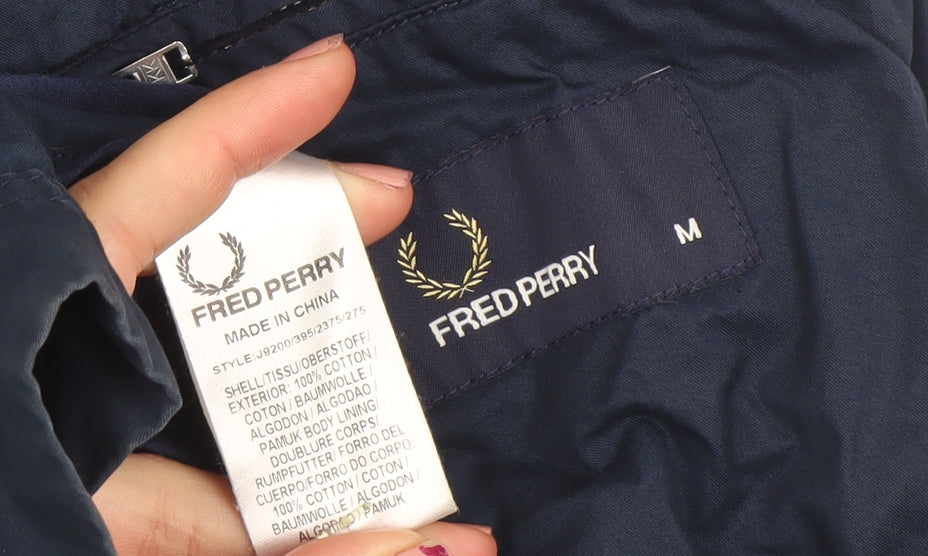 FRED PERRY
MADE IN CHINA
STYLE:J9200/395/2375/275
SHELL/TISSU/OBERSTOFF/
EXTERIOR: 100% COTTON/
COTON/BAUMWOLLE/
ALGODON/ALGODAO/
PAMUK BODY LINING/
DOUBLURE CORPS/
RUMPFUTTER/FORRO DEL
CUERPO/FORRO DO CORPO:
100% COTTON/COTON/
BAUMWOLLE/ALGODON/
PAMUK
M
FRED PERRY